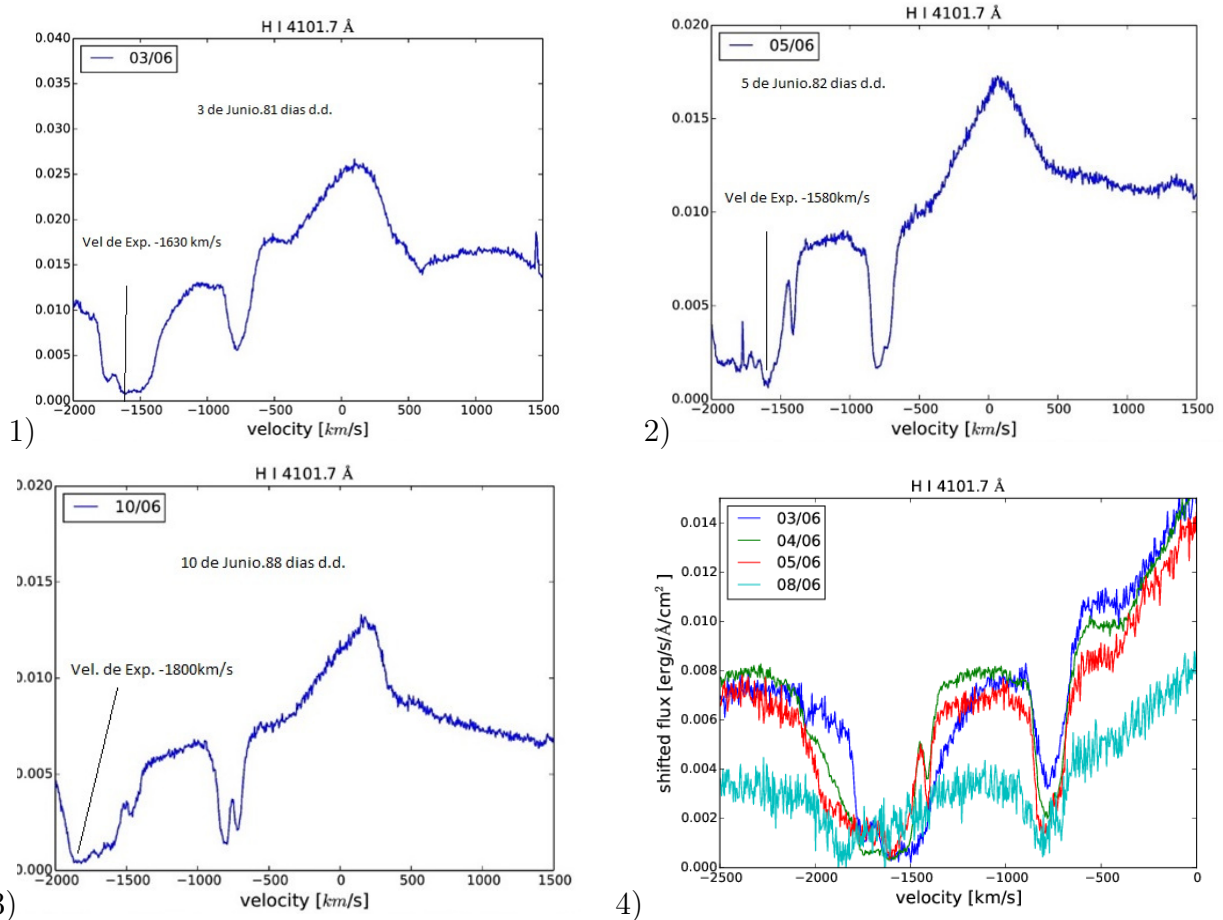 H I 4101.7 Å
03/06
3 de Junio.81 dias d.d.
Vel de Exp. -1630 km/s
0.040
0.035
0.030
0.025
0.020
0.015
0.010
0.005
0.000
−2000 −1500 −1000 −500 0 500 1000 1500
velocity [km/s]
1)
H I 4101.7 Å
05/06
5 de Junio.82 dias d.d.
Vel de Exp. -1580km/s
0.020
0.015
0.010
0.005
0.000
−2000 −1500 −1000 −500 0 500 1000 1500
velocity [km/s]
2)
H I 4101.7 Å
10/06
10 de Junio.88 dias d.d.
Vel. de Exp. -1800km/s
0.020
0.015
0.010
0.005
0.000
−2000 −1500 −1000 −500 0 500 1000 1500
velocity [km/s]
3)
H I 4101.7 Å
03/06
04/06
05/06
08/06
shifted flux [erg/s/Å/cm²]
0.014
0.012
0.010
0.008
0.006
0.004
0.002
0.000
−2500 −2000 −1500 −1000 −500 0
velocity [km/s]
4)